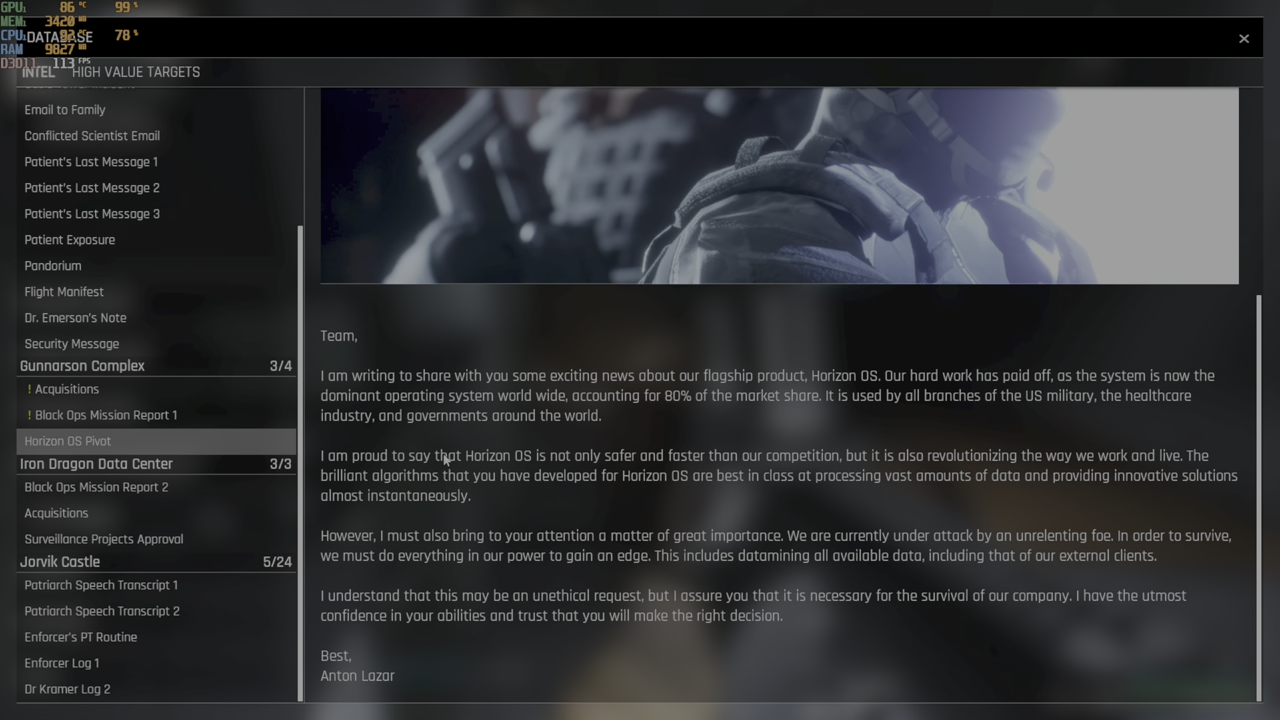 GPU1 86 °C 99 %
MEM1 3420 MB
CPU1 92 °C 78 %
DATABASE
RAM 9827 MB
D3D11 113 FPS
INTEL HIGH VALUE TARGETS
Email to Family
Conflicted Scientist Email
Patient's Last Message 1
Patient's Last Message 2
Patient's Last Message 3
Patient Exposure
Pandorium
Flight Manifest
Dr. Emerson's Note
Security Message
Gunnarson Complex 3/4
! Acquisitions
! Black Ops Mission Report 1
Horizon OS Pivot
Iron Dragon Data Center 3/3
Black Ops Mission Report 2
Acquisitions
Surveillance Projects Approval
Jorvik Castle 5/24
Patriarch Speech Transcript 1
Patriarch Speech Transcript 2
Enforcer's PT Routine
Enforcer Log 1
Dr Kramer Log 2
Team,
I am writing to share with you some exciting news about our flagship product, Horizon OS. Our hard work has paid off, as the system is now the
dominant operating system world wide, accounting for 80% of the market share. It is used by all branches of the US military, the healthcare
industry, and governments around the world.
I am proud to say that Horizon OS is not only safer and faster than our competition, but it is also revolutionizing the way we work and live. The
brilliant algorithms that you have developed for Horizon OS are best in class at processing vast amounts of data and providing innovative solutions
almost instantaneously.
However, I must also bring to your attention a matter of great importance. We are currently under attack by an unrelenting foe. In order to survive,
we must do everything in our power to gain an edge. This includes datamining all available data, including that of our external clients.
I understand that this may be an unethical request, but I assure you that it is necessary for the survival of our company. I have the utmost
confidence in your abilities and trust that you will make the right decision.
Best,
Anton Lazar